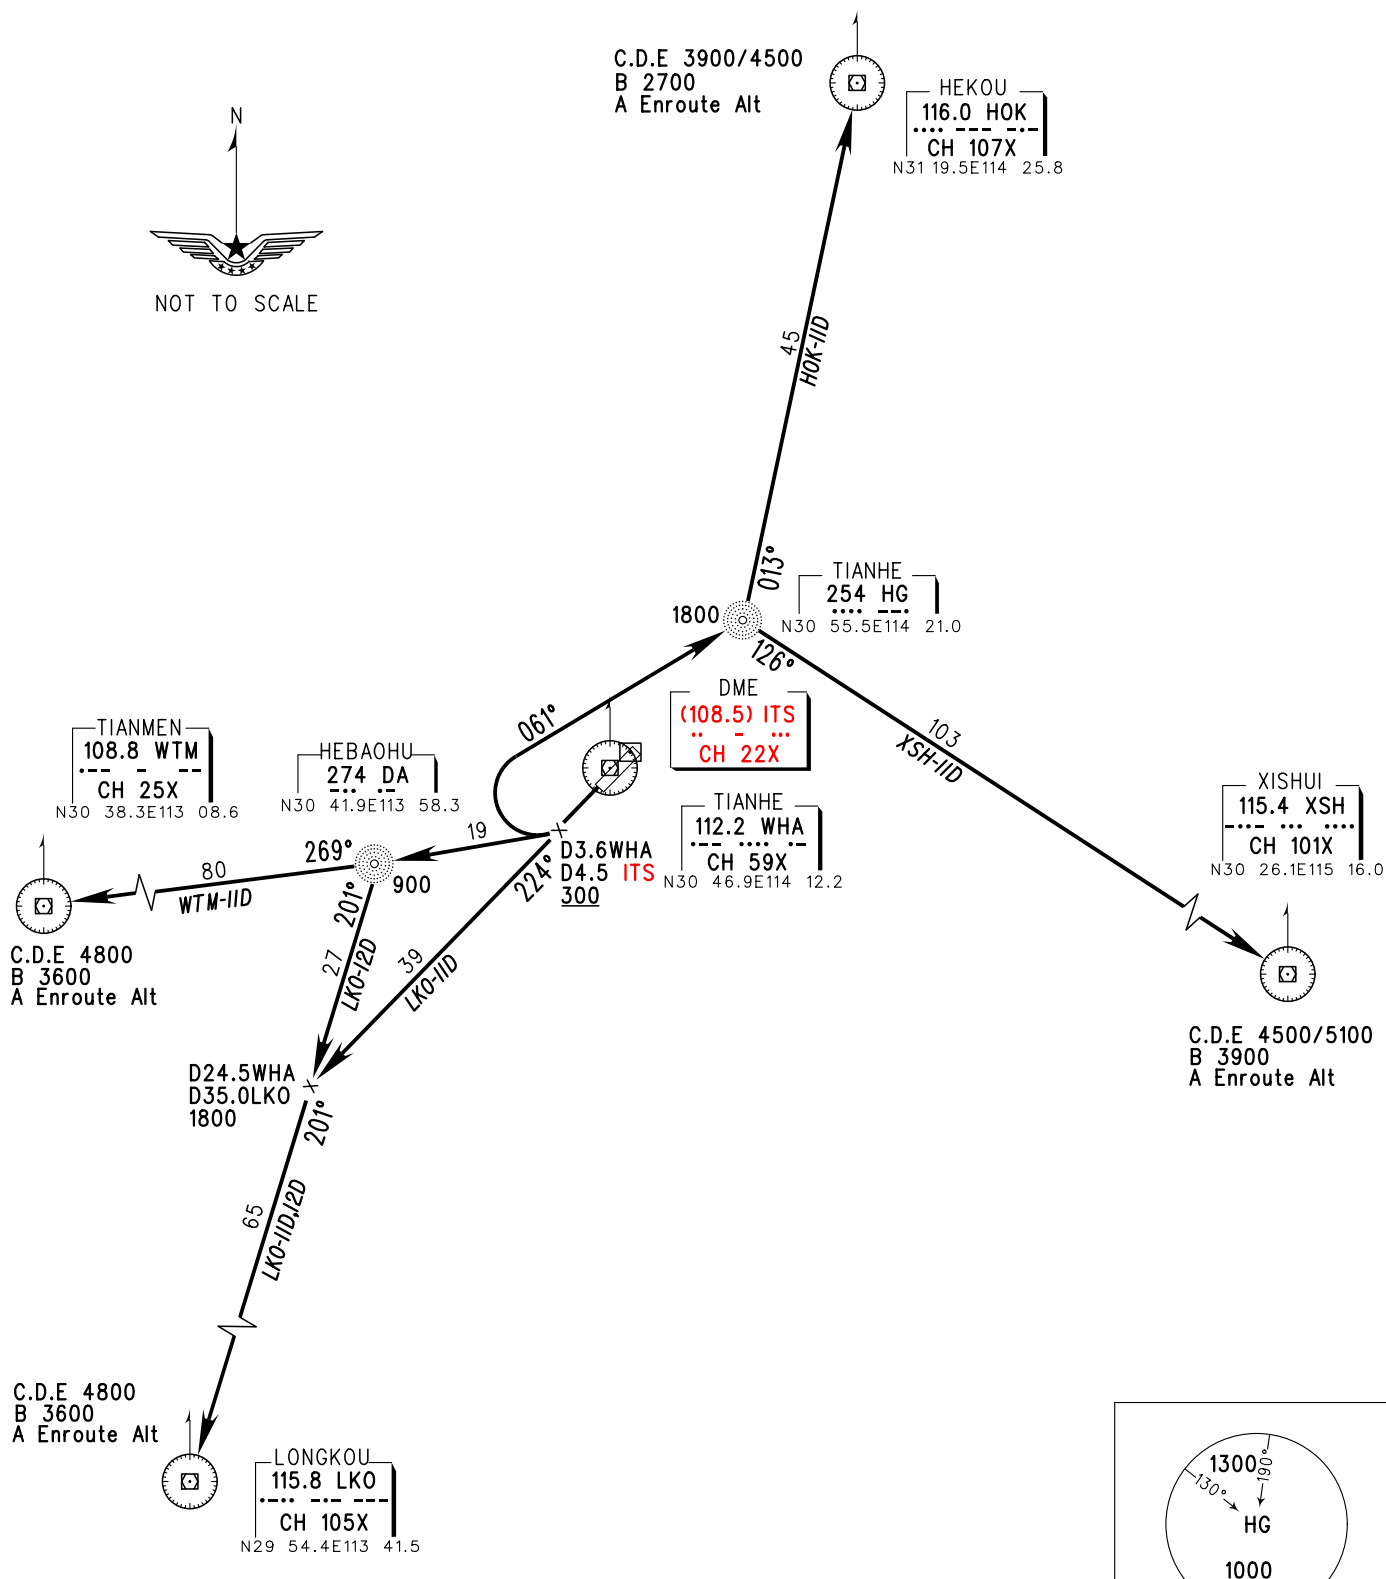 C.D.E 3900/4500
B 2700
A Enroute Alt
HEKOU
116.0 HOK
CH 107X
N31 19.5E114 25.8
N
NOT TO SCALE
45
HOK-11D
013°
TIANHE
254 HG
N30 55.5E114 21.0
1800
126°
061°
DME
(108.5) ITS
CH 22X
103
XSH-11D
TIANMEN
108.8 WTM
CH 25X
N30 38.3E113 08.6
HEBAOHU
274 DA
N30 41.9E113 58.3
TIANHE
112.2 WHA
CH 59X
N30 46.9E114 12.2
XISHUI
115.4 XSH
CH 101X
N30 26.1E115 16.0
19
D3.6WHA
D4.5 ITS
300
224°
269°
900
80
WTM-11D
201°
27
LKO-12D
39
LKO-11D
C.D.E 4800
B 3600
A Enroute Alt
C.D.E 4500/5100
B 3900
A Enroute Alt
D24.5WHA
D35.0LKO
1800
201°
65
LKO-11D,12D
C.D.E 4800
B 3600
A Enroute Alt
LONGKOU
115.8 LKO
CH 105X
N29 54.4E113 41.5
1300
190°
130°
HG
1000